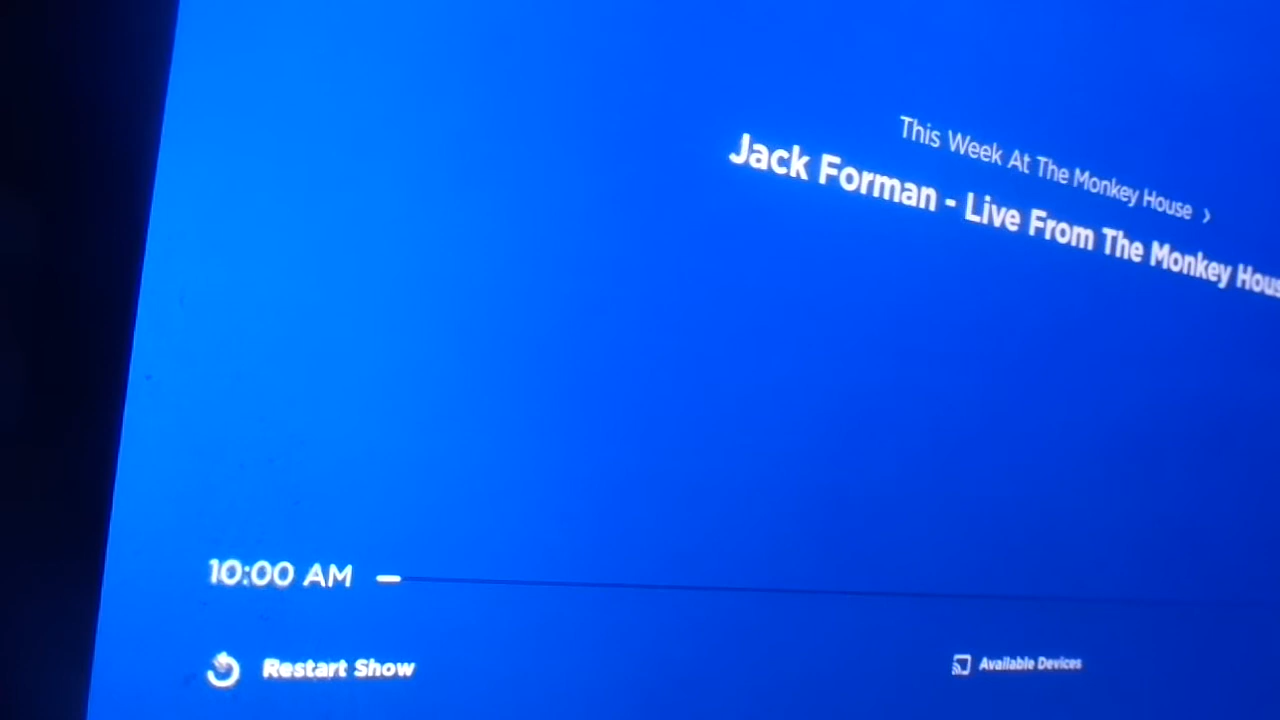 This Week At The Monkey House >
Jack Forman - Live From The Monkey Hous
10:00 AM
Restart Show
Available Devices